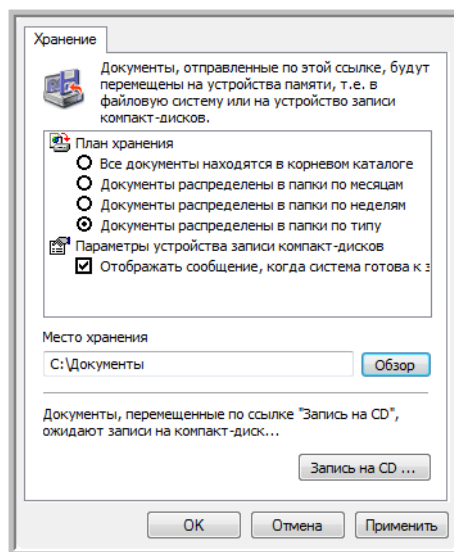 Хранение
Документы, отправленные по этой ссылке, будут
перемещены на устройства памяти, т.е. в
файловую систему или на устройство записи
компакт-дисков.
План хранения
Все документы находятся в корневом каталоге
Документы распределены в папки по месяцам
Документы распределены в папки по неделям
Документы распределены в папки по типу
Параметры устройства записи компакт-дисков
Отображать сообщение, когда система готова к з
Место хранения
C:\Документы
Обзор
Документы, перемещенные по ссылке "Запись на CD",
ожидают записи на компакт-диск...
Запись на CD ...
OK
Отмена
Применить